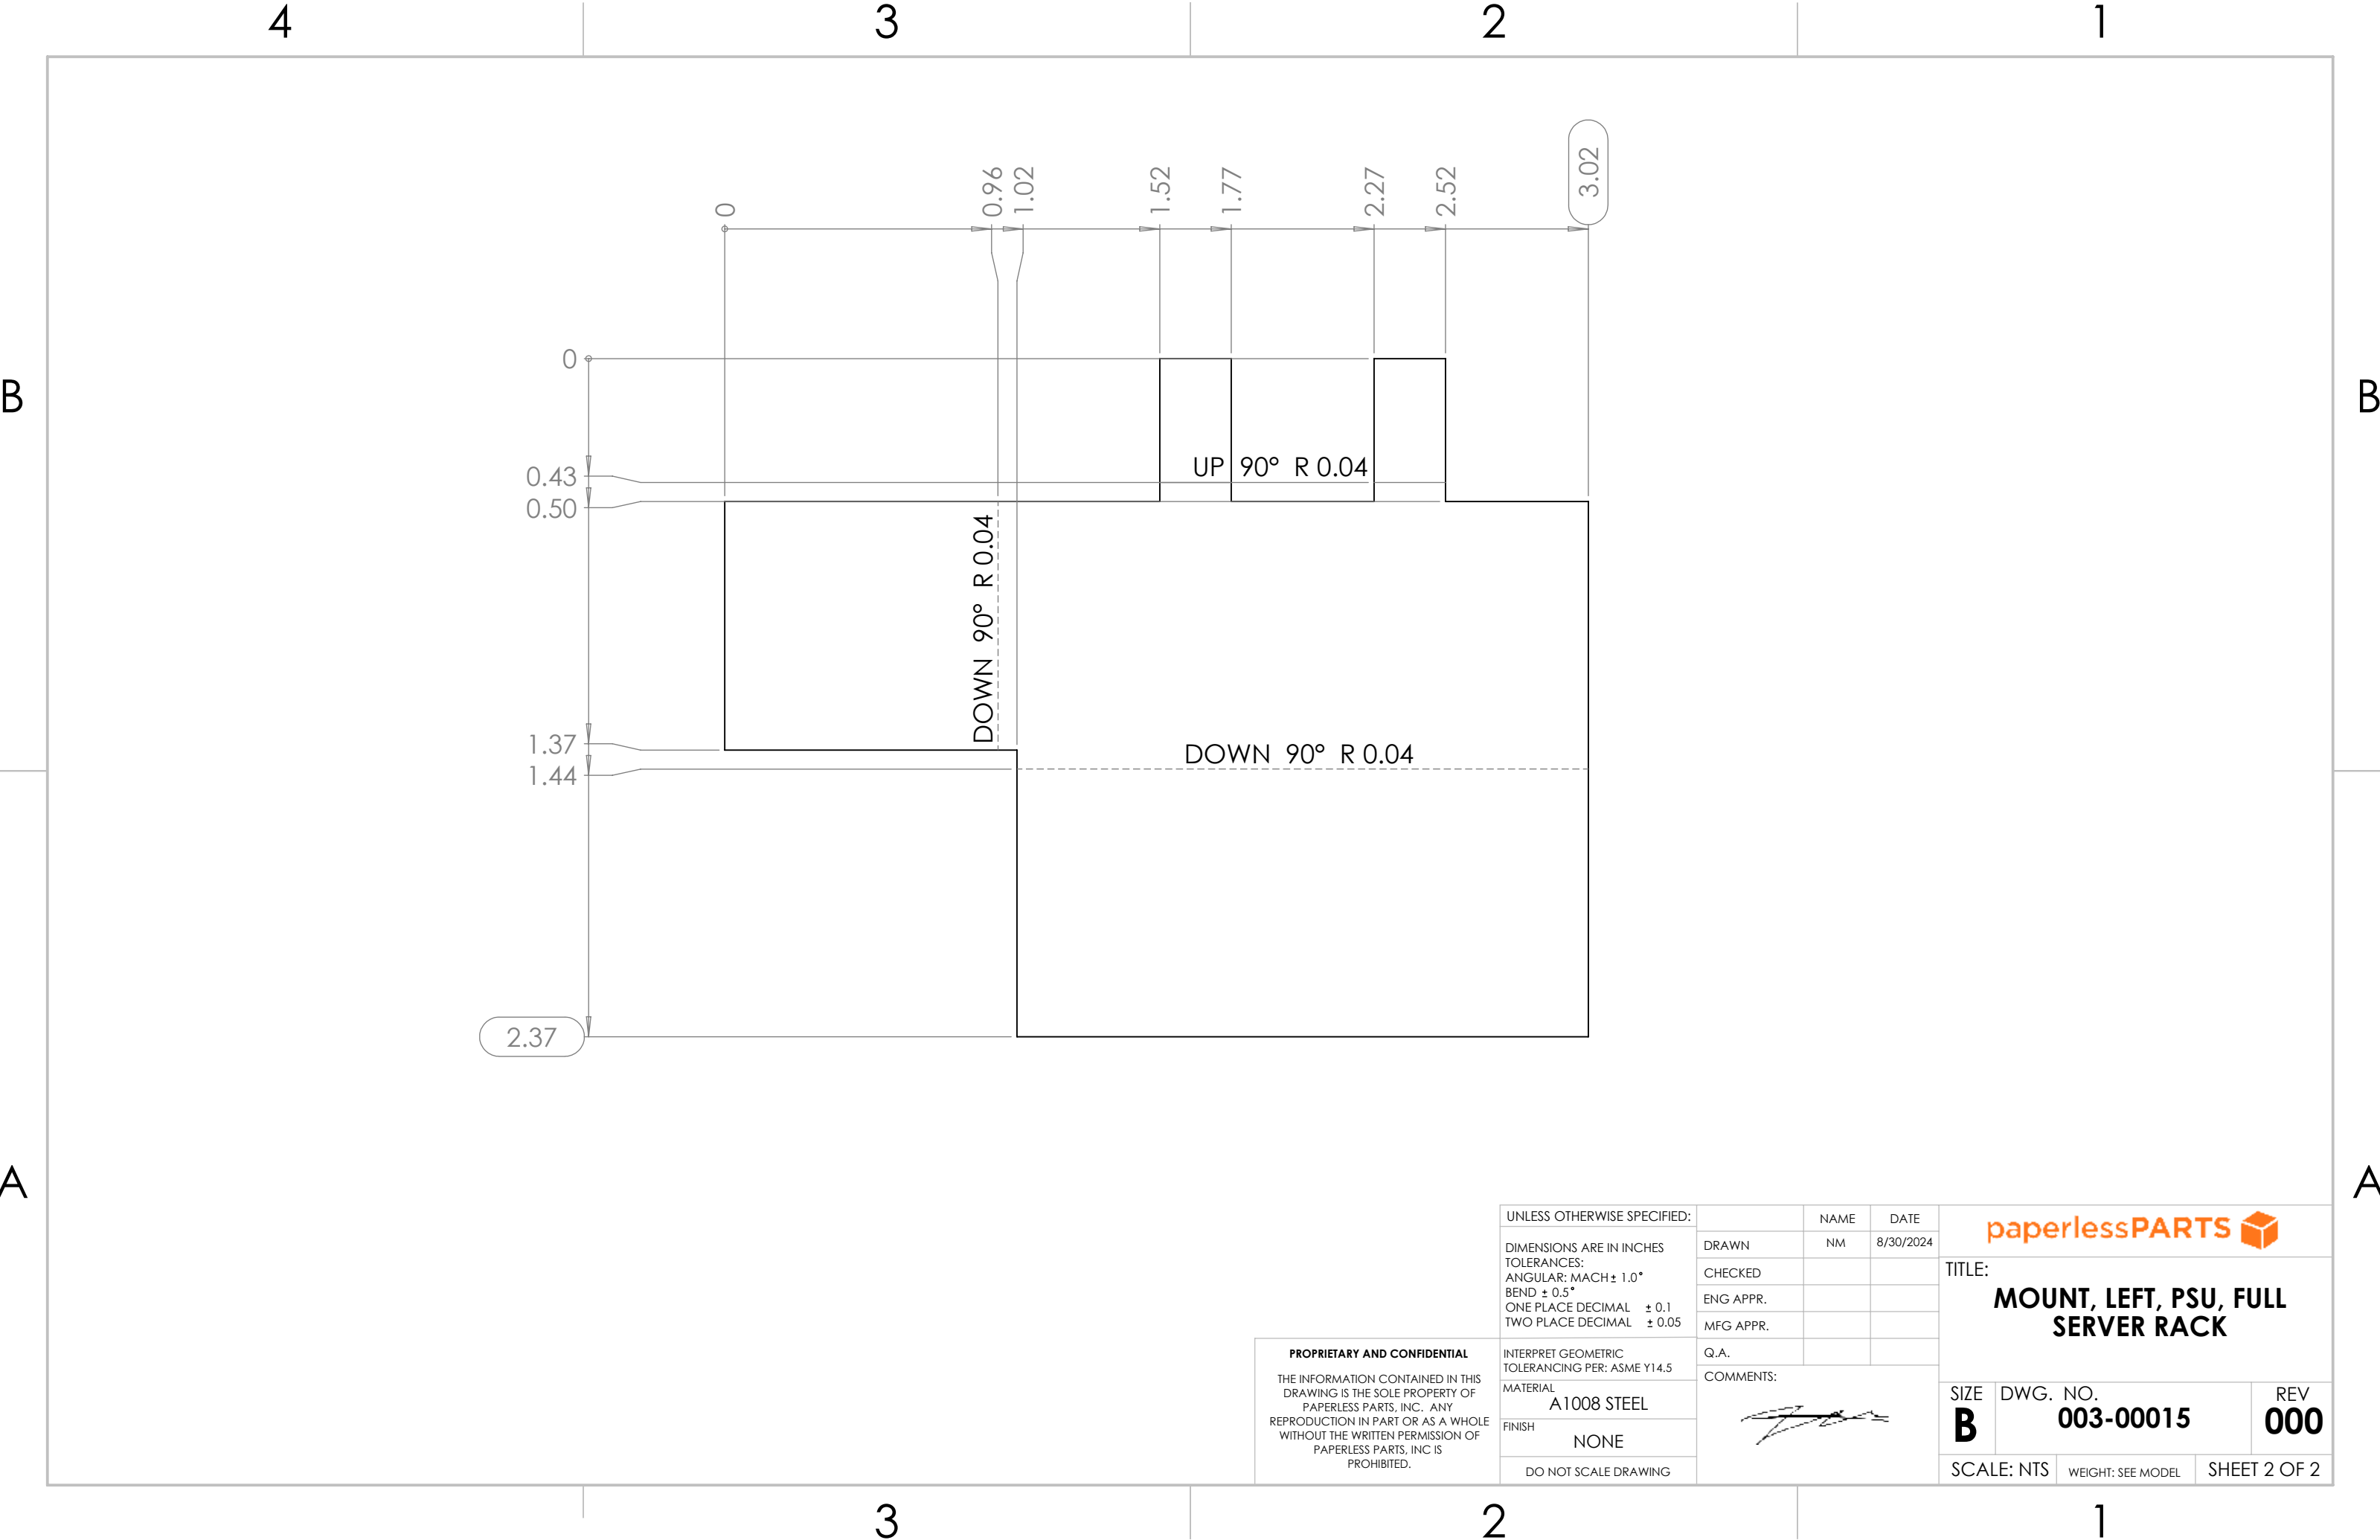 4 3 2 1
0 0.96 1.02 1.52 1.77 2.27 2.52 3.02
0
B B
0.43
UP 90° R 0.04
0.50
DOWN 90° R 0.04
1.37
DOWN 90° R 0.04
1.44
2.37
A A
UNLESS OTHERWISE SPECIFIED:
DIMENSIONS ARE IN INCHES
TOLERANCES:
ANGULAR: MACH ± 1.0°
BEND ± 0.5°
ONE PLACE DECIMAL ± 0.1
TWO PLACE DECIMAL ± 0.05
INTERPRET GEOMETRIC
TOLERANCING PER: ASME Y14.5
MATERIAL
A1008 STEEL
FINISH
NONE
DO NOT SCALE DRAWING
PROPRIETARY AND CONFIDENTIAL
THE INFORMATION CONTAINED IN THIS
DRAWING IS THE SOLE PROPERTY OF
PAPERLESS PARTS, INC. ANY
REPRODUCTION IN PART OR AS A WHOLE
WITHOUT THE WRITTEN PERMISSION OF
PAPERLESS PARTS, INC IS
PROHIBITED.
NAME DATE
DRAWN NM 8/30/2024
CHECKED
ENG APPR.
MFG APPR.
Q.A.
COMMENTS:
paperlessPARTS
TITLE:
MOUNT, LEFT, PSU, FULL
SERVER RACK
SIZE DWG. NO. REV
B 003-00015 000
SCALE: NTS WEIGHT: SEE MODEL SHEET 2 OF 2
3 2 1